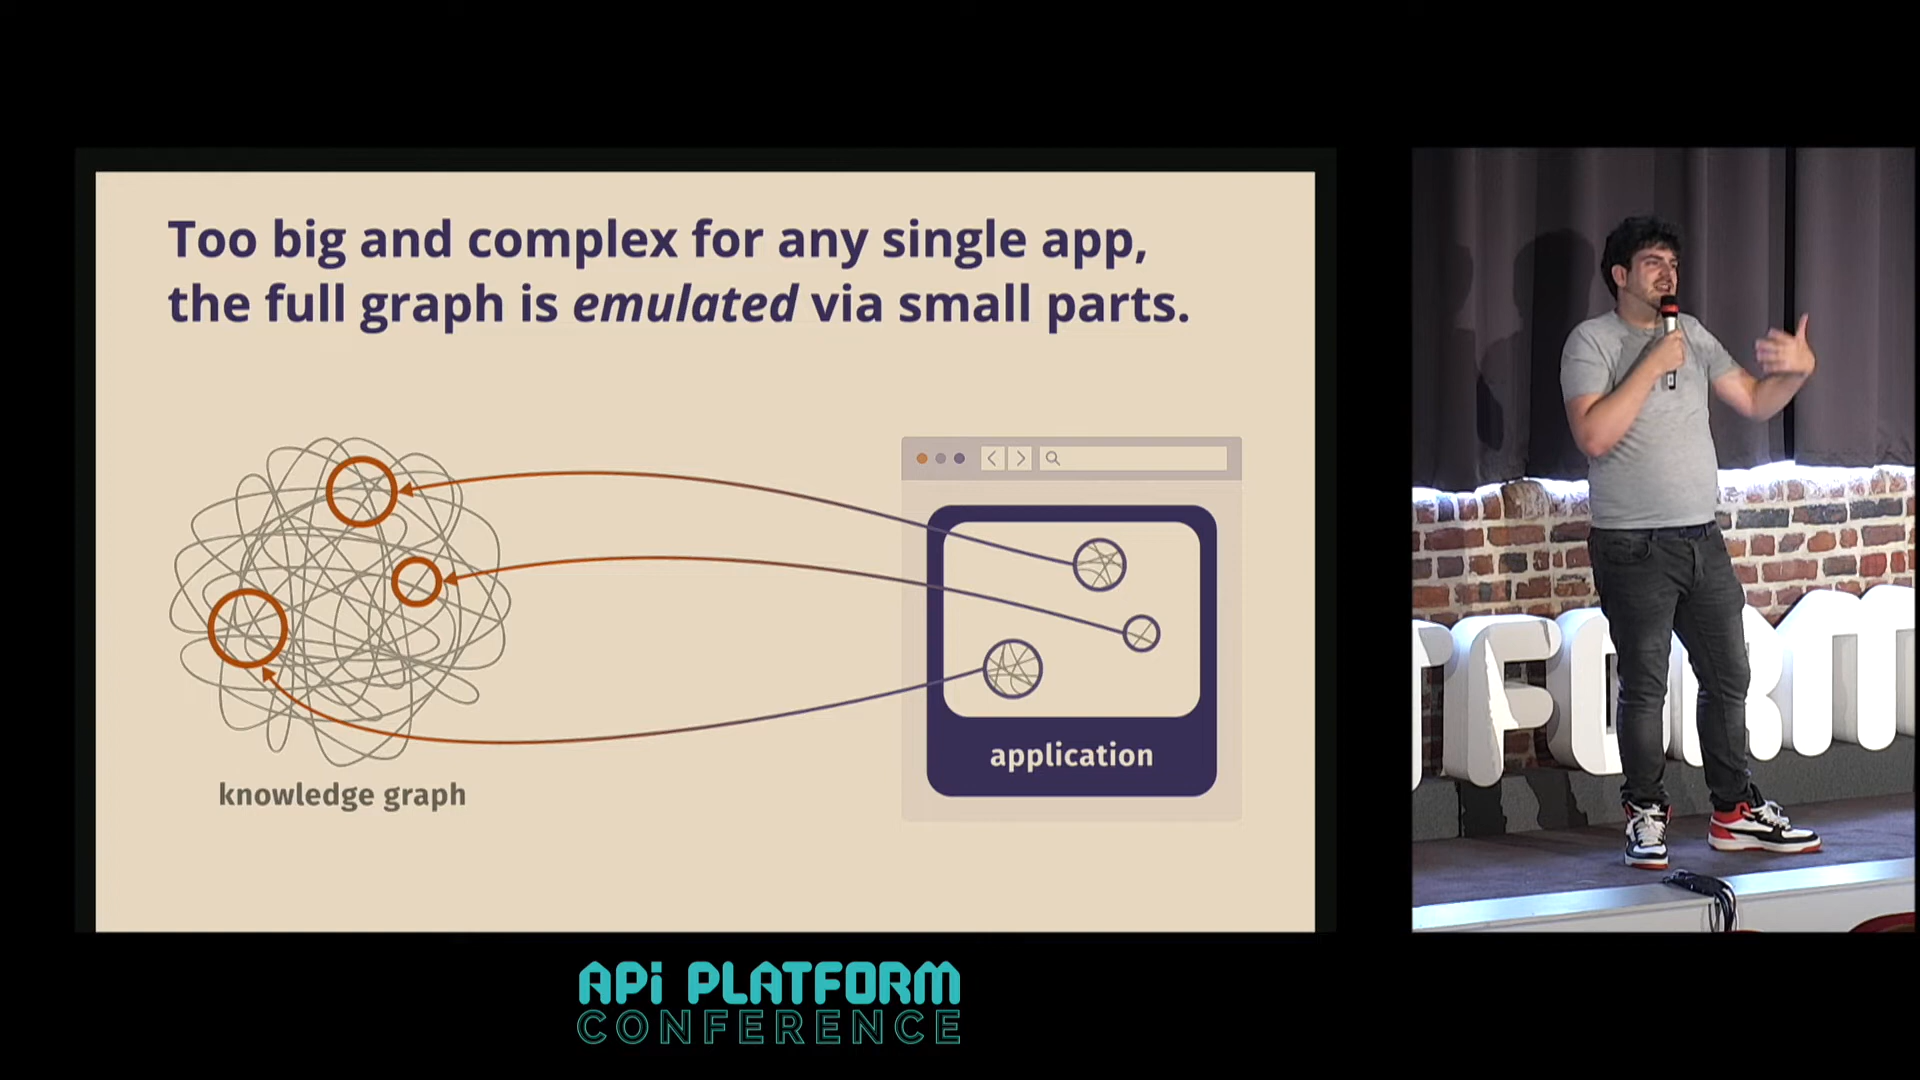 Too big and complex for any single app,
the full graph is emulated via small parts.
application
knowledge graph
TFORM
API PLATFORM
CONFERENCE